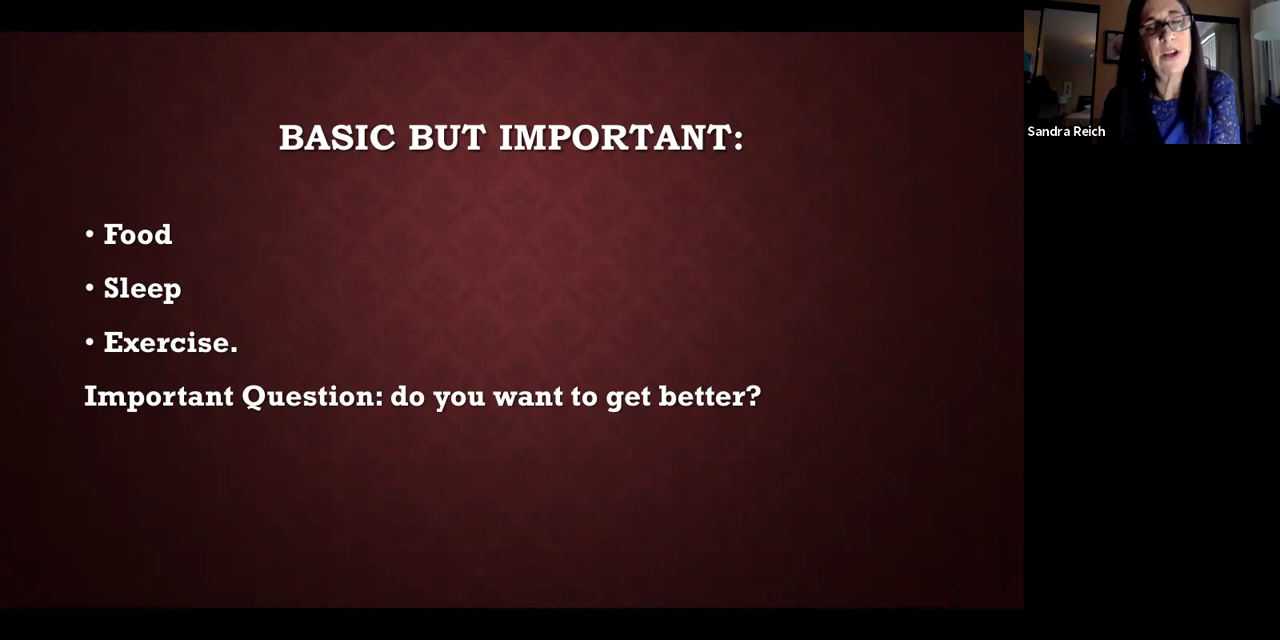 BASIC BUT IMPORTANT:
• Food
• Sleep
• Exercise.
Important Question: do you want to get better?
Sandra Reich